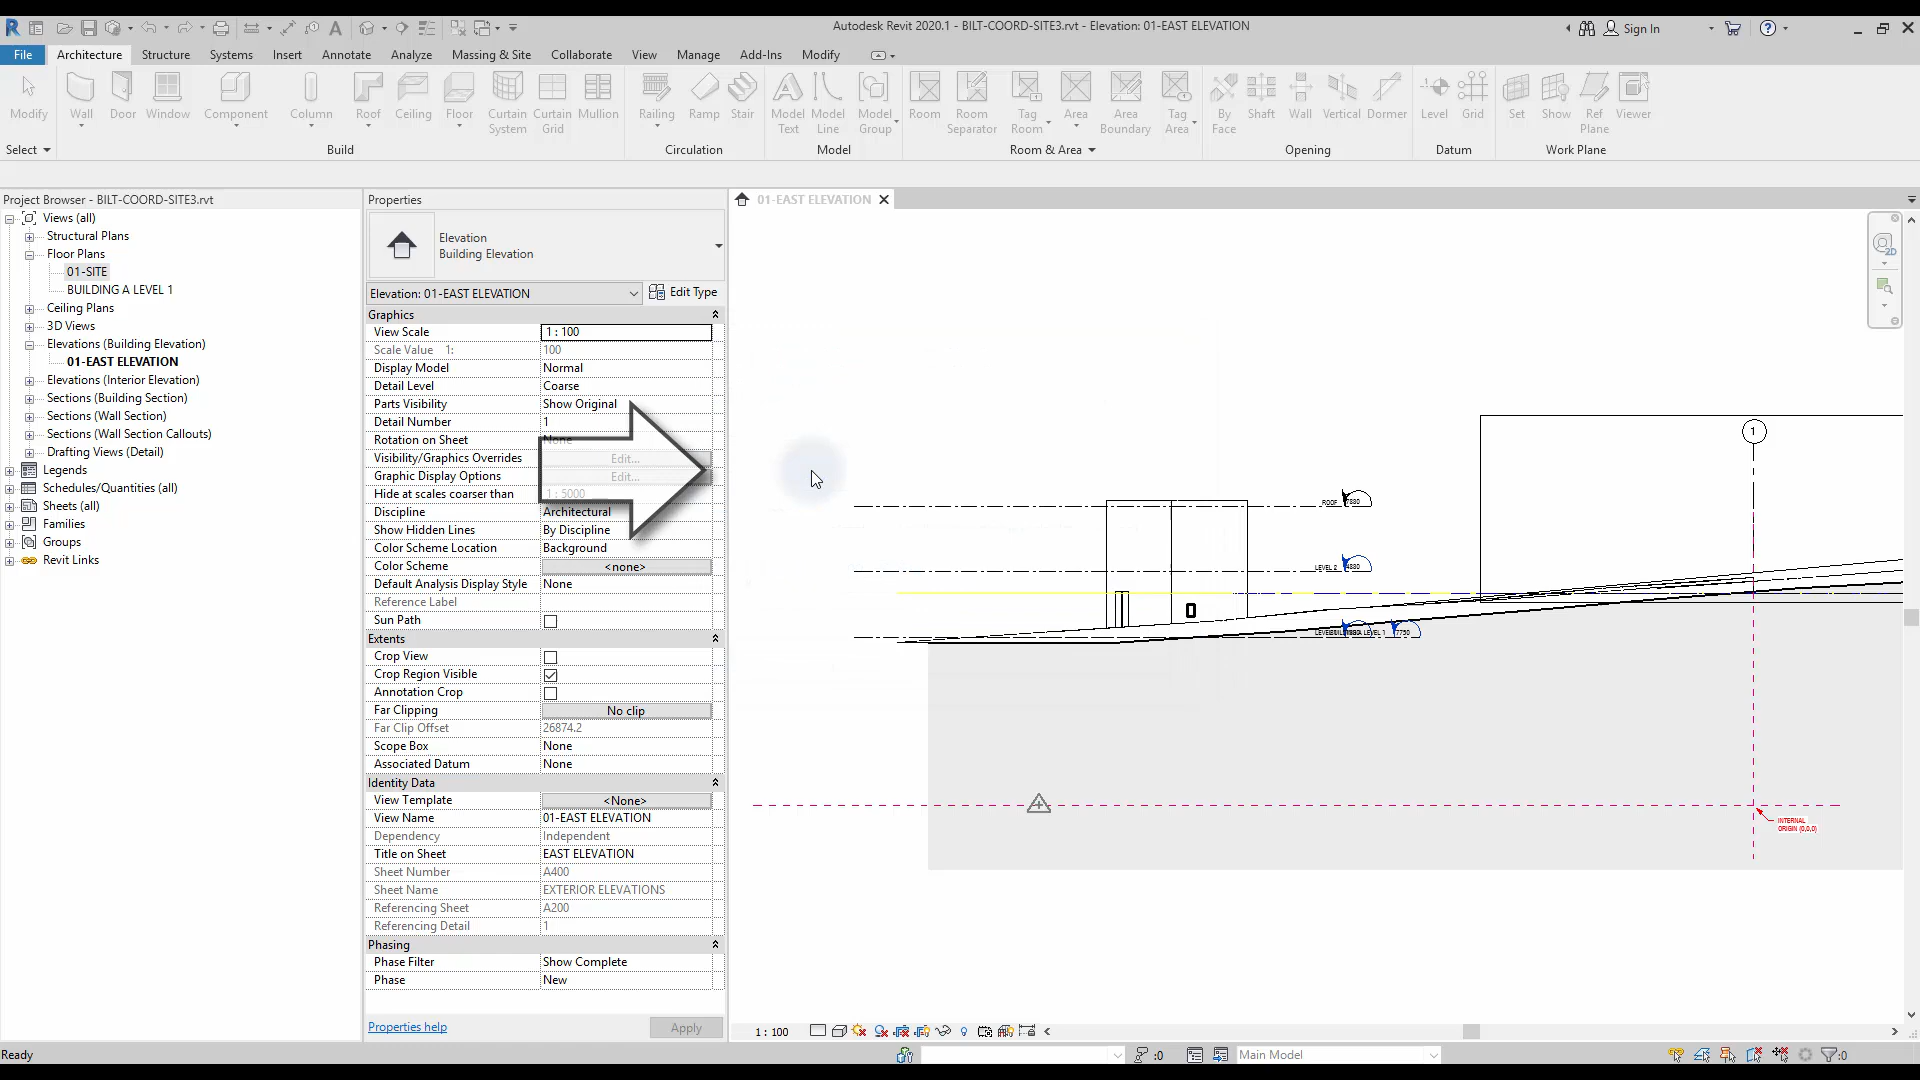 Autodesk Revit 2020.1 - BILT-COORD-SITE3.rvt - Elevation: 01-EAST ELEVATION
Sign In
File Architecture Structure Systems Insert Annotate Analyze Massing & Site Collaborate View Manage Add-Ins Modify
Modify Wall Door Window Component Column Roof Ceiling Floor Curtain System Curtain Grid Mullion Railing Ramp Stair Model Text Model Line Model Group Room Room Separator Tag Room Area Area Boundary Tag Area By Face Shaft Wall Vertical Dormer Level Grid Set Show Ref Plane Viewer
Select Build Circulation Model Room & Area Opening Datum Work Plane
Project Browser - BILT-COORD-SITE3.rvt
Views (all)
Structural Plans
Floor Plans
01-SITE
BUILDING A LEVEL 1
Ceiling Plans
3D Views
Elevations (Building Elevation)
01-EAST ELEVATION
Elevations (Interior Elevation)
Sections (Building Section)
Sections (Wall Section)
Sections (Wall Section Callouts)
Drafting Views (Detail)
Legends
Schedules/Quantities (all)
Sheets (all)
Families
Groups
Revit Links
Properties
Elevation
Building Elevation
Elevation: 01-EAST ELEVATION Edit Type
Graphics
View Scale 1 : 100
Scale Value 1: 100
Display Model Normal
Detail Level Coarse
Parts Visibility Show Original
Detail Number 1
Rotation on Sheet None
Visibility/Graphics Overrides Edit...
Graphic Display Options Edit...
Hide at scales coarser than 1 : 5000
Discipline Architectural
Show Hidden Lines By Discipline
Color Scheme Location Background
Color Scheme <none>
Default Analysis Display Style None
Reference Label
Sun Path
Extents
Crop View
Crop Region Visible
Annotation Crop
Far Clipping No clip
Far Clip Offset 26874.2
Scope Box None
Associated Datum None
Identity Data
View Template <None>
View Name 01-EAST ELEVATION
Dependency Independent
Title on Sheet EAST ELEVATION
Sheet Number A400
Sheet Name EXTERIOR ELEVATIONS
Referencing Sheet A200
Referencing Detail 1
Phasing
Phase Filter Show Complete
Phase New
Properties help Apply
01-EAST ELEVATION
2D
1
ROOF
LEVEL 2
LEVEL 1
7750
INTERNAL
ORIGIN (0,0,0)
1 : 100
Ready
:0
Main Model
:0